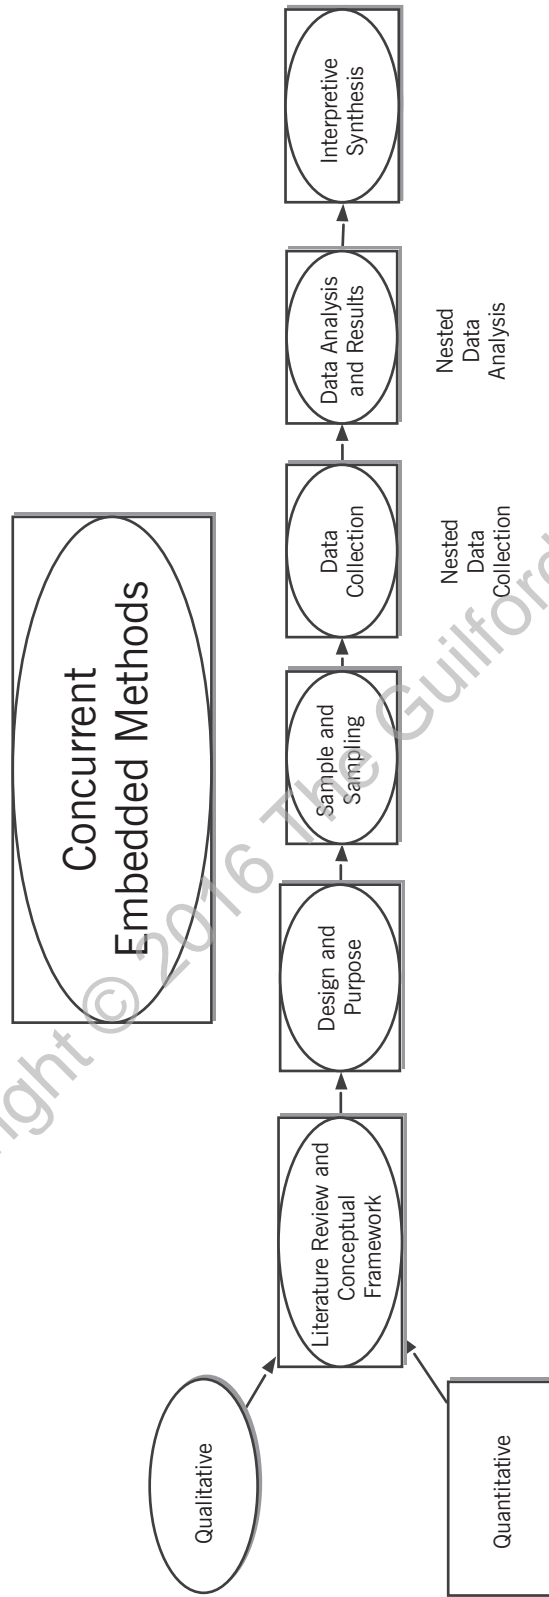 Concurrent
Embedded Methods
Qualitative
Quantitative
Literature Review and
Conceptual
Framework
Design and
Purpose
Sample and
Sampling
Data
Collection
Nested
Data
Collection
Data Analysis
and Results
Nested
Data
Analysis
Interpretive
Synthesis
right © 2016 The Guilford